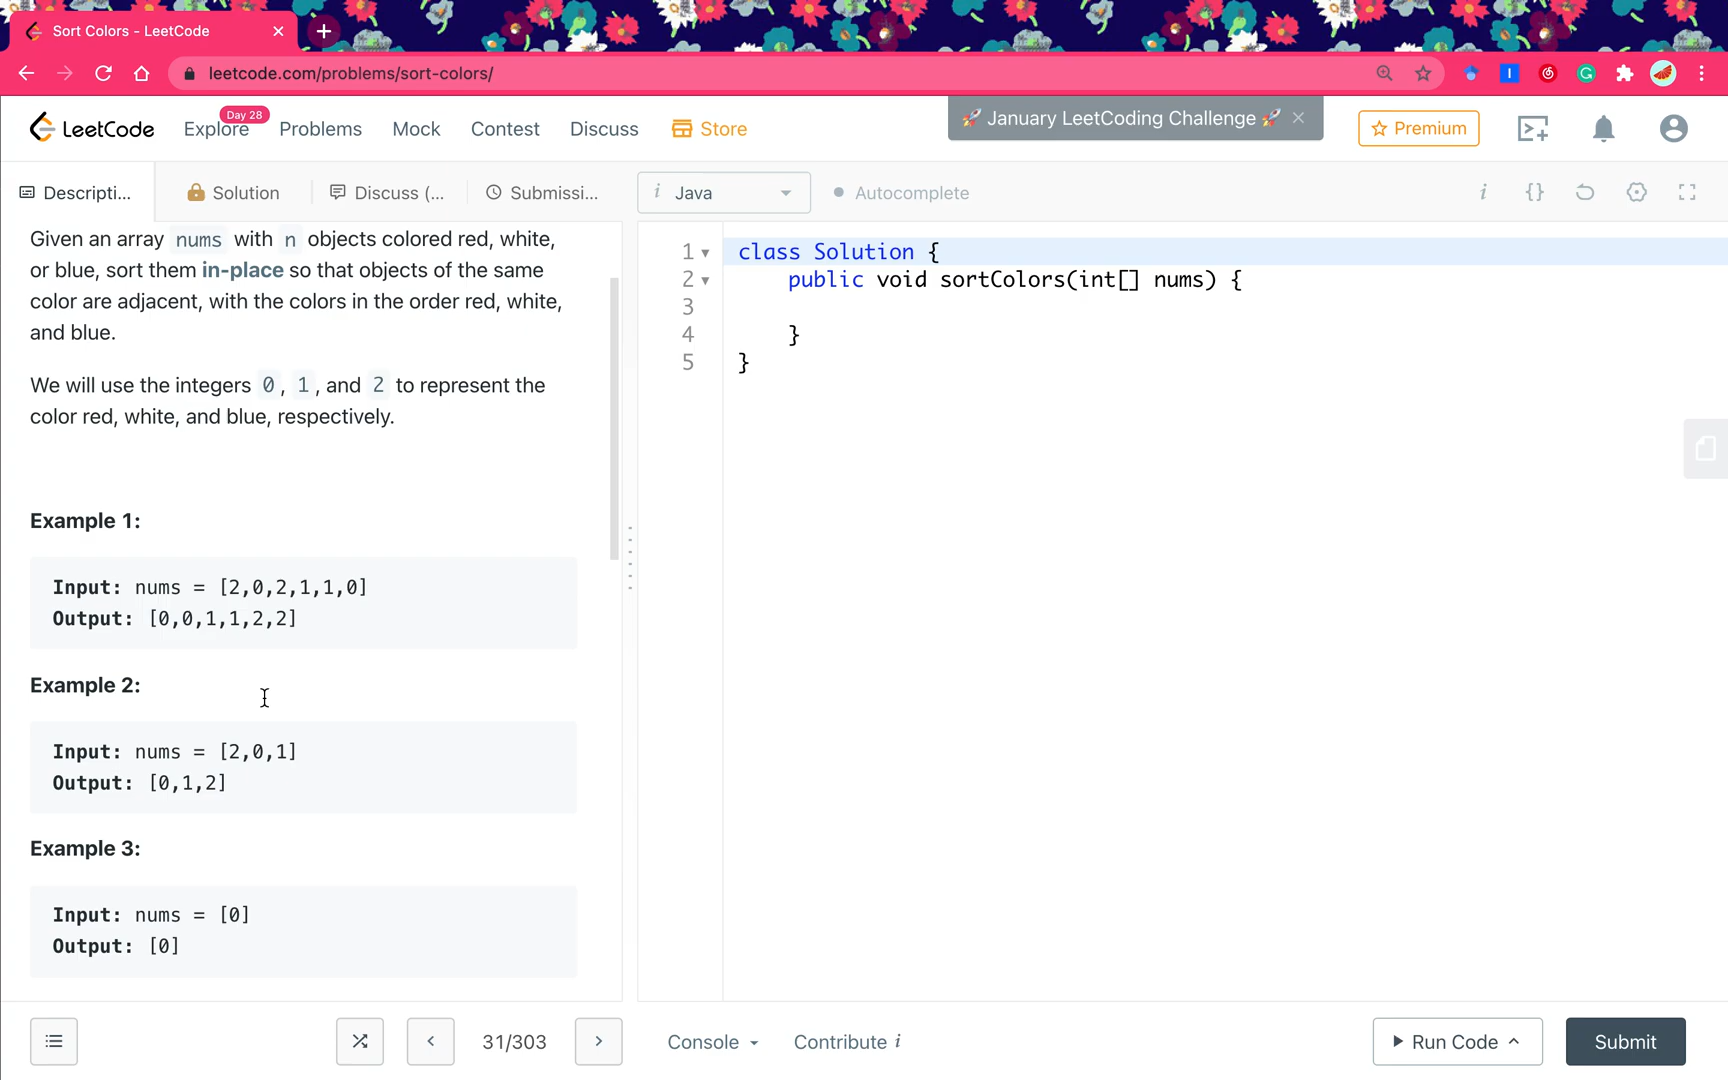 Sort Colors - LeetCode
leetcode.com/problems/sort-colors/
LeetCode
Explore
Day 28
Problems
Mock
Contest
Discuss
Store
🚀 January LeetCoding Challenge 🚀
Premium
Descripti...
Solution
Discuss (...
Submissi...
i Java
Autocomplete
i {}
Given an array nums with n objects colored red, white,
or blue, sort them in-place so that objects of the same
color are adjacent, with the colors in the order red, white,
and blue.
We will use the integers 0, 1, and 2 to represent the
color red, white, and blue, respectively.
Example 1:
Input: nums = [2,0,2,1,1,0]
Output: [0,0,1,1,2,2]
Example 2:
Input: nums = [2,0,1]
Output: [0,1,2]
Example 3:
Input: nums = [0]
Output: [0]
1 class Solution {
2 public void sortColors(int[] nums) {
3
4 }
5 }
31/303
Console
Contribute i
Run Code
Submit